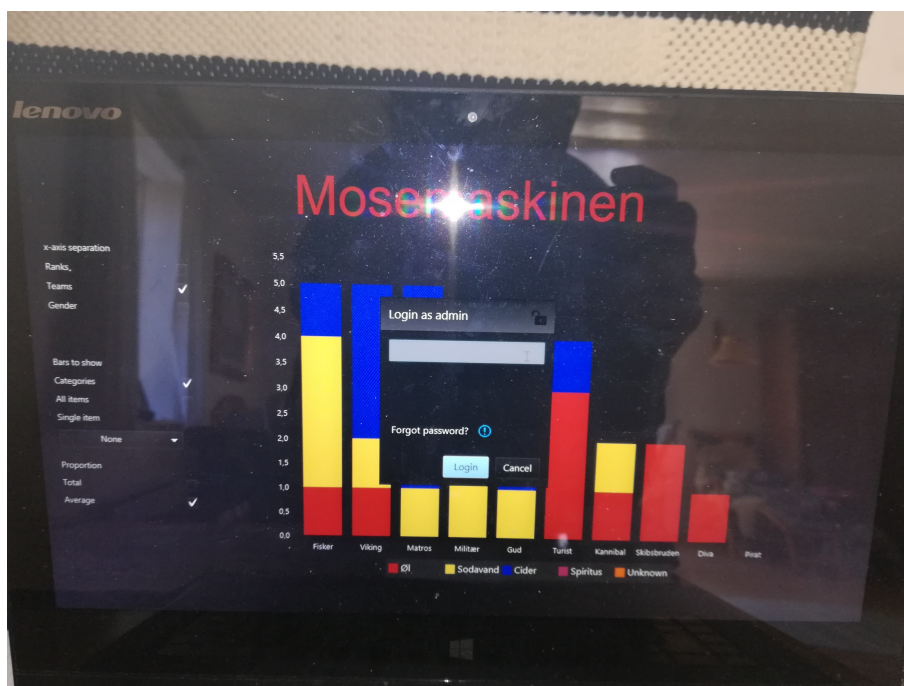 lenovo
Mosemaskinen
x-axis separation
Ranks,
Teams
Gender
Bars to show
Categories
All items
Single item
None
Proportion
Total
Average
5,5
5,0
4,5
4,0
3,5
3,0
2,5
2,0
1,5
1,0
0,5
0,0
Login as admin
Forgot password?
Login Cancel
Fisker Viking Matros Militær Gud Turist Kannibal Skibsbruden Diva Pirat
Øl Sodavand Cider Spiritus Unknown